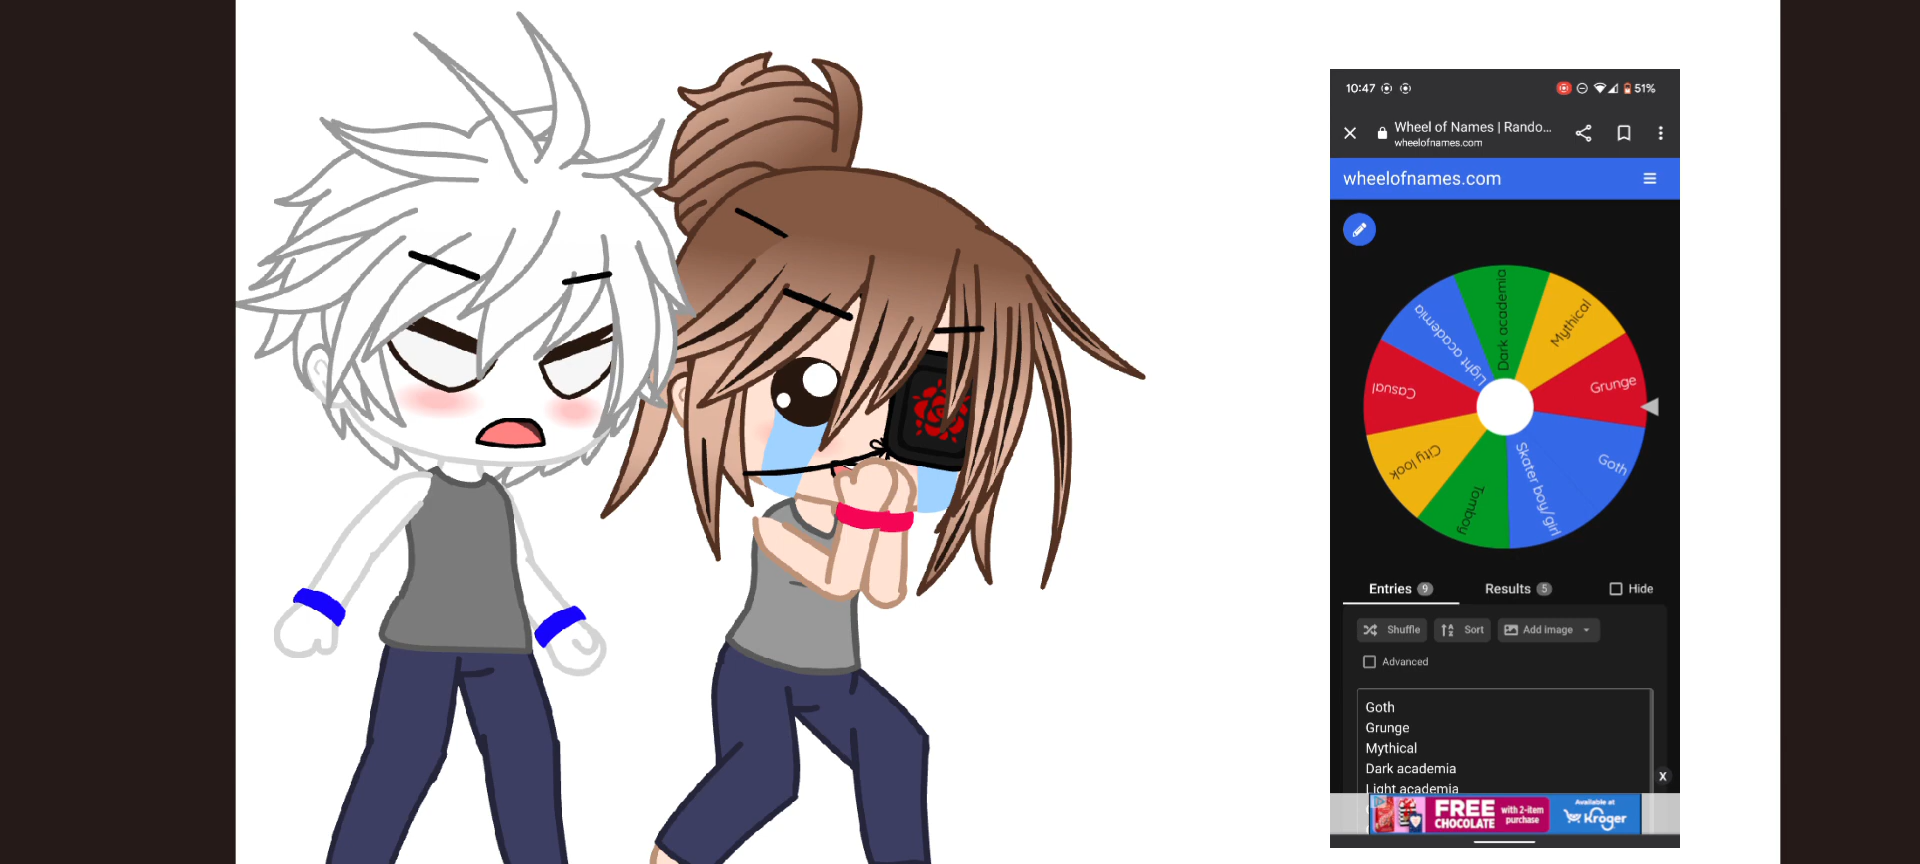 10:47
51%
Wheel of Names | Rando...
wheelofnames.com
wheelofnames.com
Dark academia
Mythical
Grunge
Goth
Skater boy/girl
Tomboy
City look
Casual
Light academia
Entries 9
Results 5
Hide
Shuffle
Sort
Add image
Advanced
Goth
Grunge
Mythical
Dark academia
Light academia
X
FREE
CHOCOLATE
with 2-item
purchase
Available at
Kroger